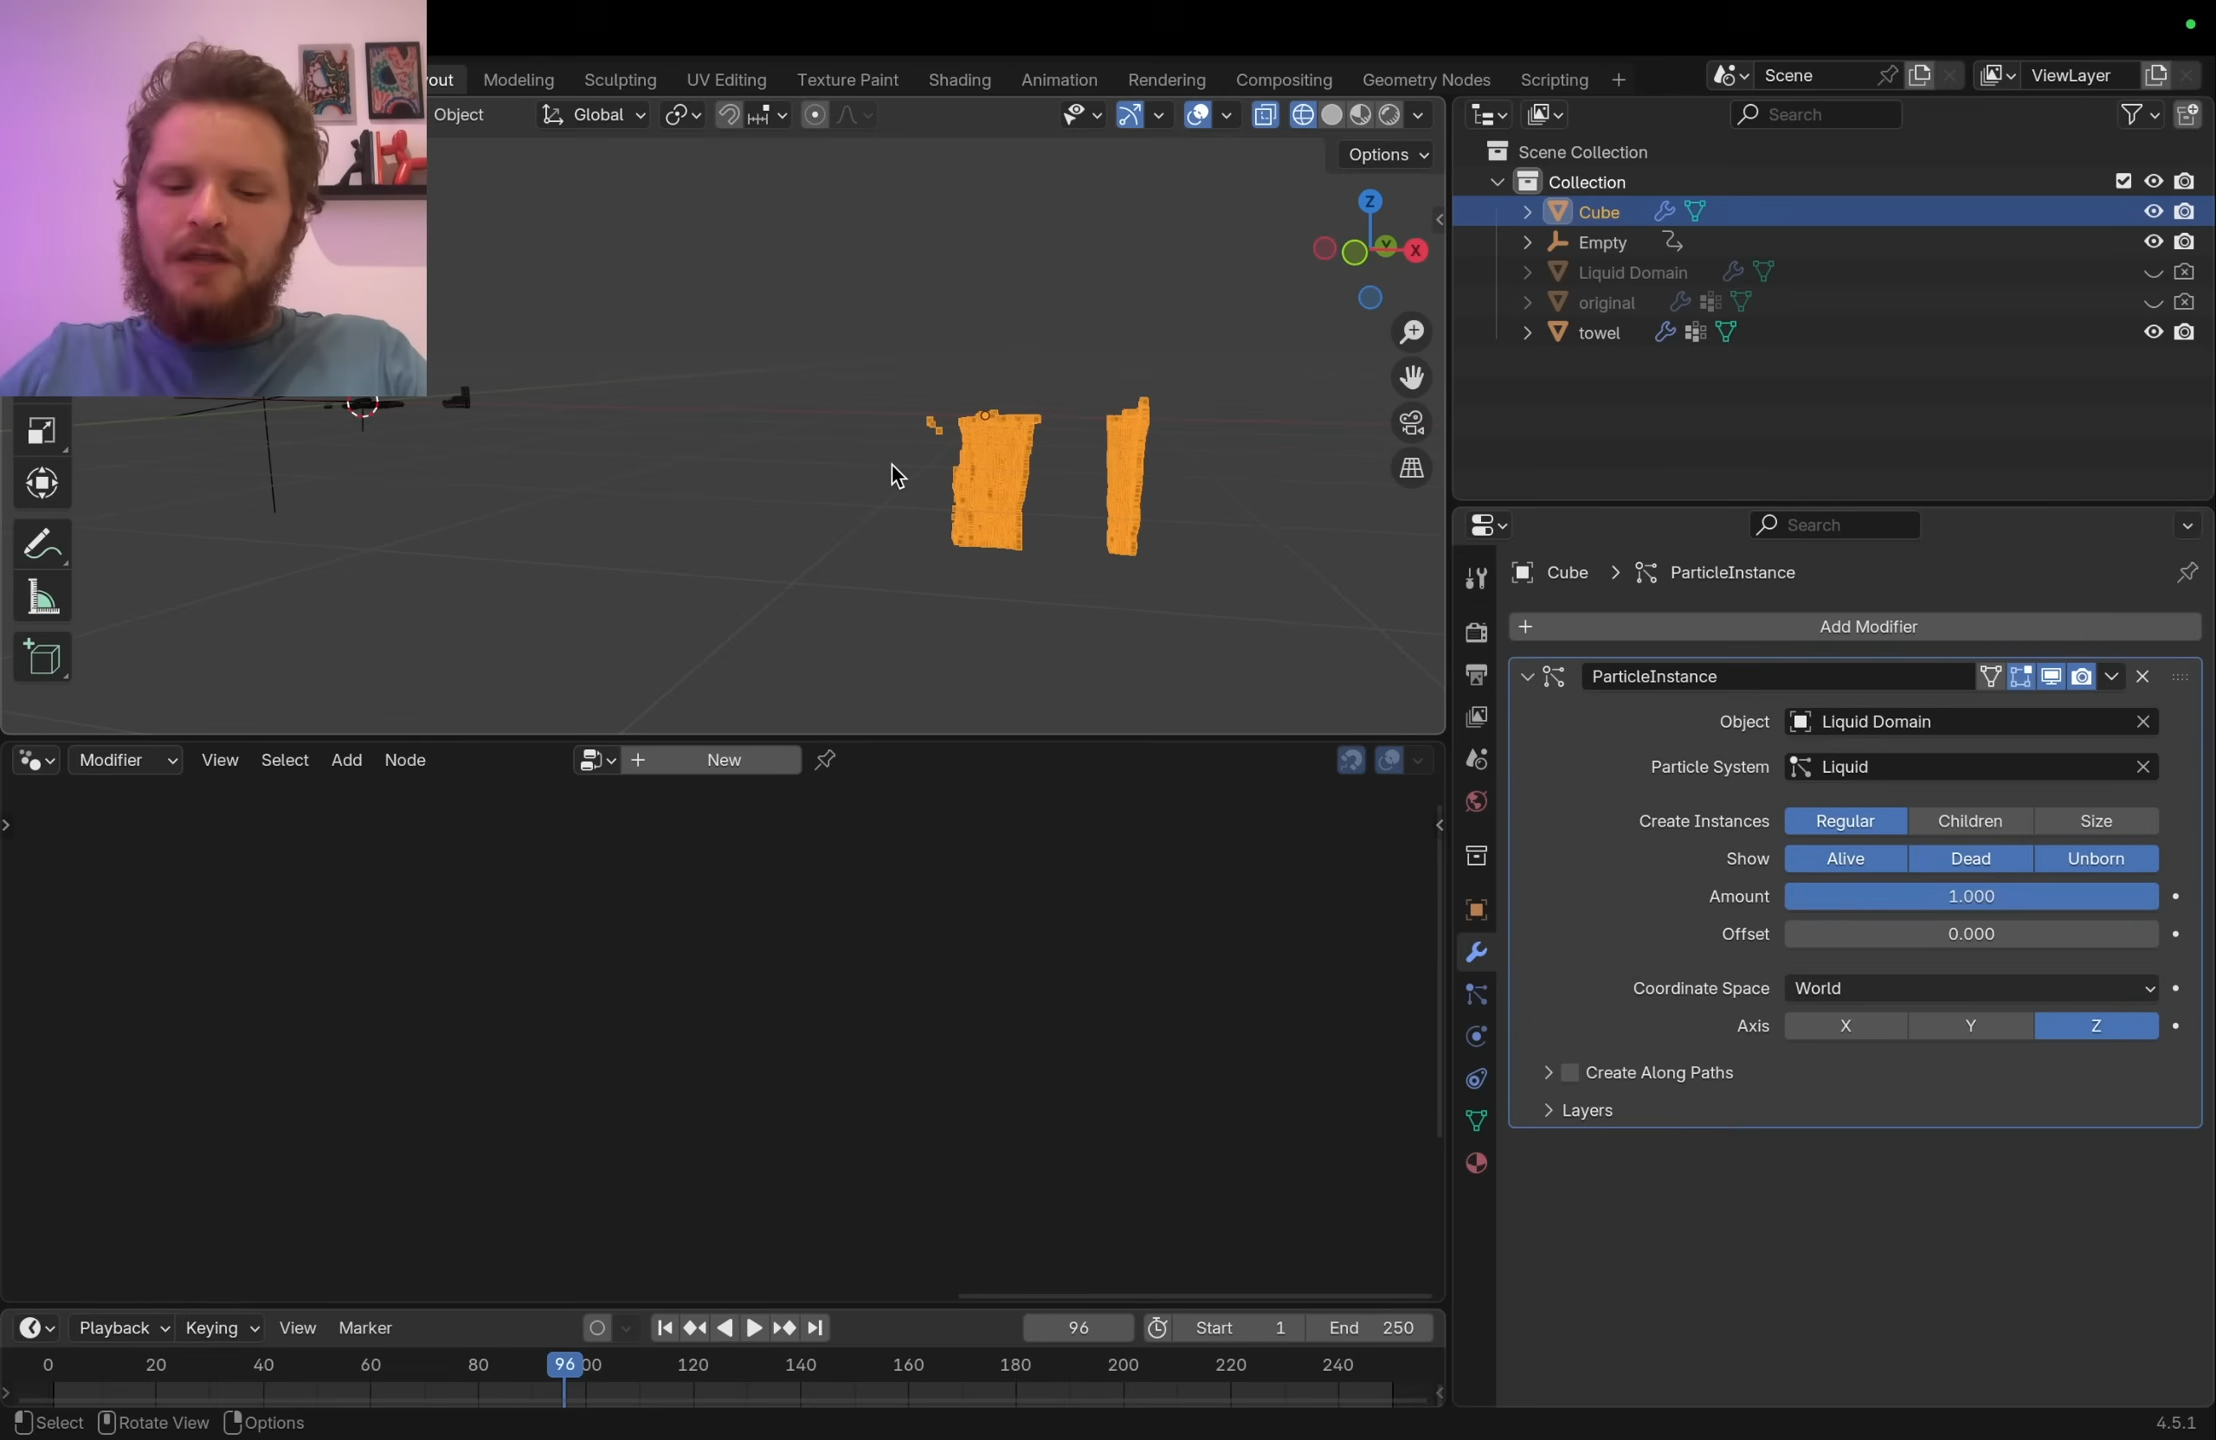 out Modeling Sculpting UV Editing Texture Paint Shading Animation Rendering Compositing Geometry Nodes Scripting + Scene ViewLayer
Object Global
Options
Z
Y X
Search
Scene Collection
Collection
Cube
Empty
Liquid Domain
original
towel
Search
Cube > ParticleInstance
+ Add Modifier
ParticleInstance
Object Liquid Domain
Particle System Liquid
Create Instances Regular Children Size
Show Alive Dead Unborn
Amount 1.000
Offset 0.000
Coordinate Space World
Axis X Y Z
Create Along Paths
Layers
Modifier View Select Add Node + New
Playback Keying View Marker 96 Start 1 End 250
0 20 40 60 80 96 00 120 140 160 180 200 220 240
Select Rotate View Options 4.5.1